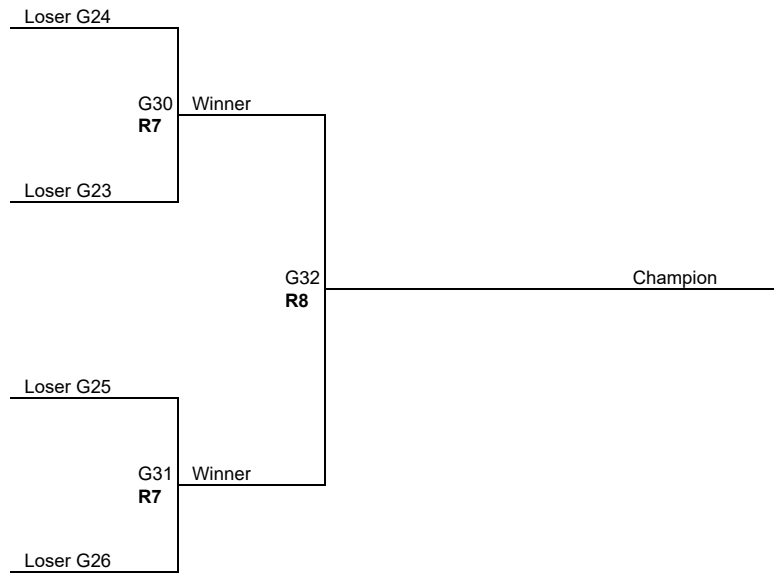 Loser G24
G30 Winner
R7
Loser G23
G32 Champion
R8
Loser G25
G31 Winner
R7
Loser G26